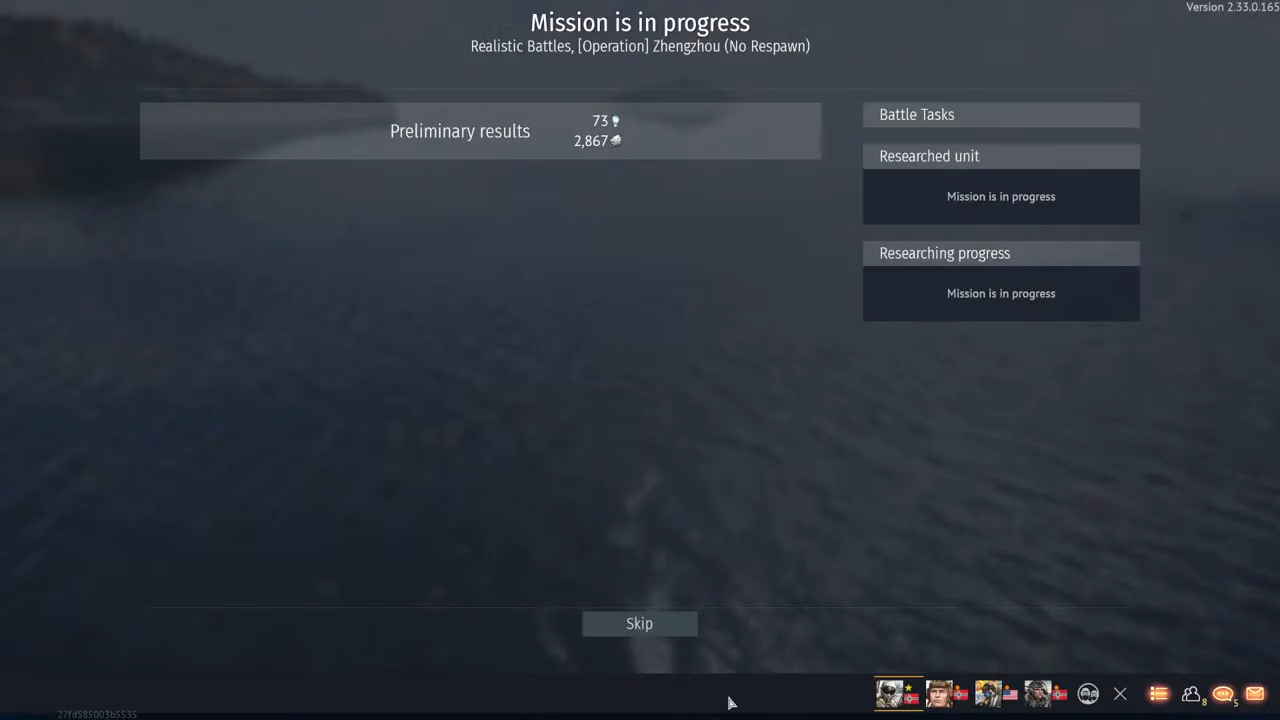 Version 2.33.0.165
Mission is in progress
Realistic Battles, [Operation] Zhengzhou (No Respawn)
Preliminary results
73
2,867
Battle Tasks
Researched unit
Mission is in progress
Researching progress
Mission is in progress
Skip
8
5
27fd585003b5535